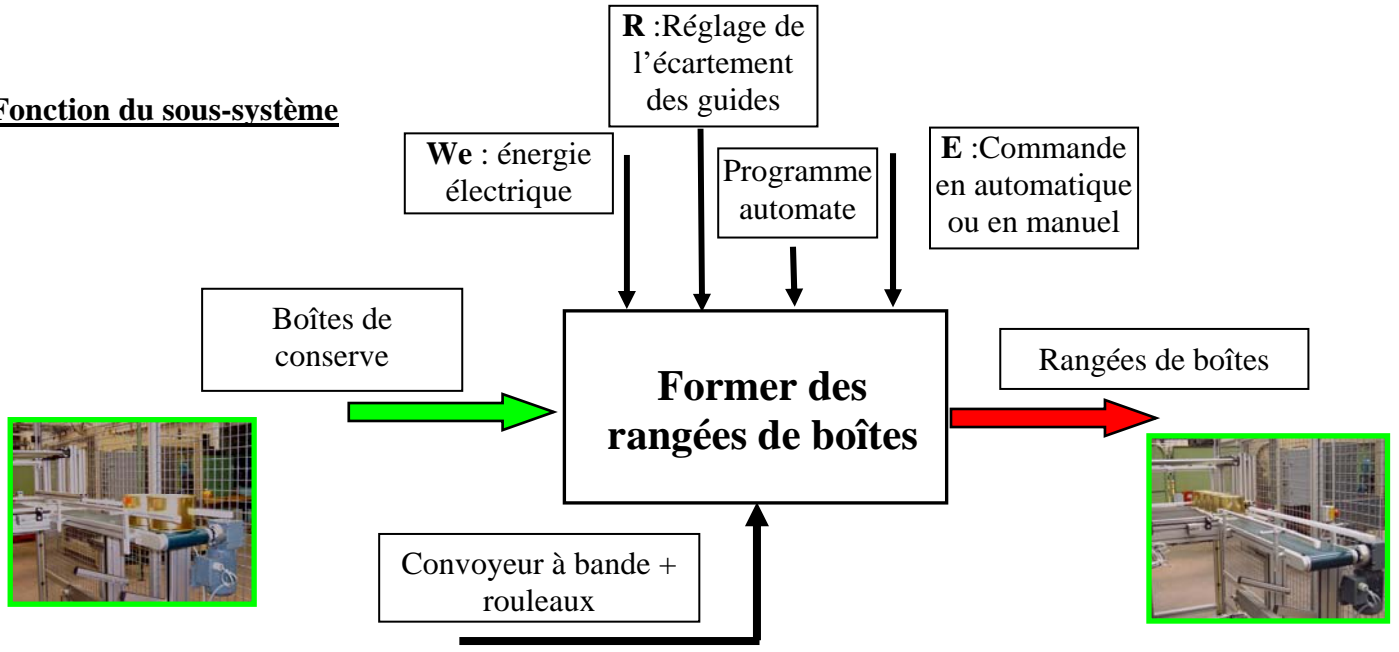 R :Réglage de
l'écartement
des guides
Fonction du sous-système
We : énergie
électrique
Programme
automate
E :Commande
en automatique
ou en manuel
Boîtes de
conserve
Former des
rangées de boîtes
Rangées de boîtes
Convoyeur à bande +
rouleaux